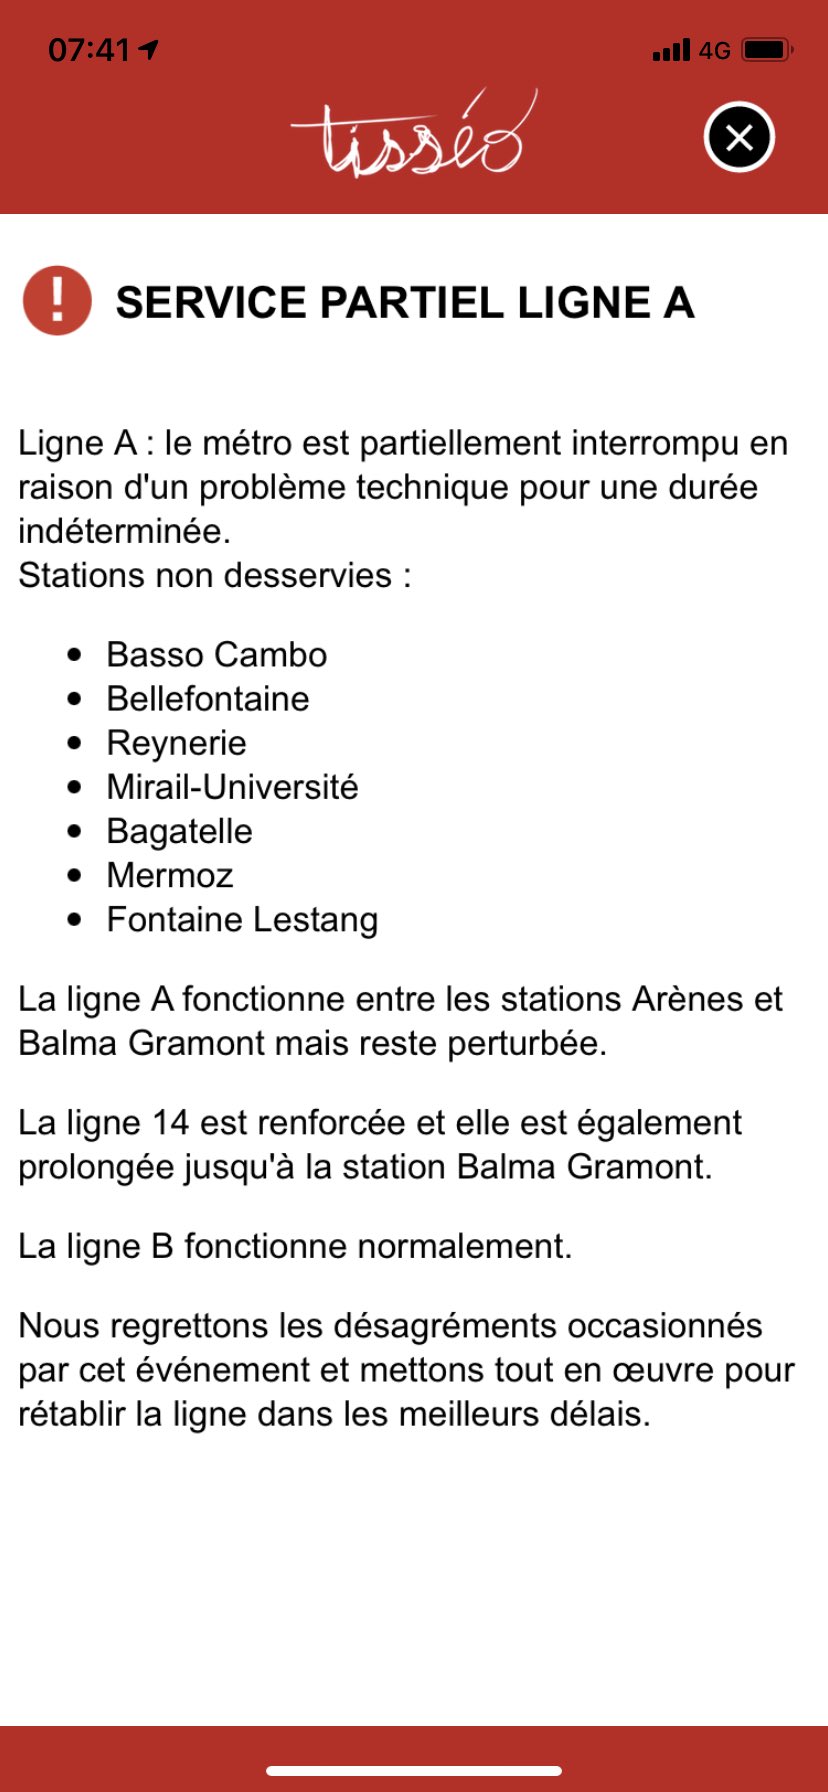 07:41
4G
tisséo
SERVICE PARTIEL LIGNE A
Ligne A : le métro est partiellement interrompu en
raison d'un problème technique pour une durée
indéterminée.
Stations non desservies :
• Basso Cambo
• Bellefontaine
• Reynerie
• Mirail-Université
• Bagatelle
• Mermoz
• Fontaine Lestang
La ligne A fonctionne entre les stations Arènes et
Balma Gramont mais reste perturbée.
La ligne 14 est renforcée et elle est également
prolongée jusqu'à la station Balma Gramont.
La ligne B fonctionne normalement.
Nous regrettons les désagréments occasionnés
par cet événement et mettons tout en œuvre pour
rétablir la ligne dans les meilleurs délais.